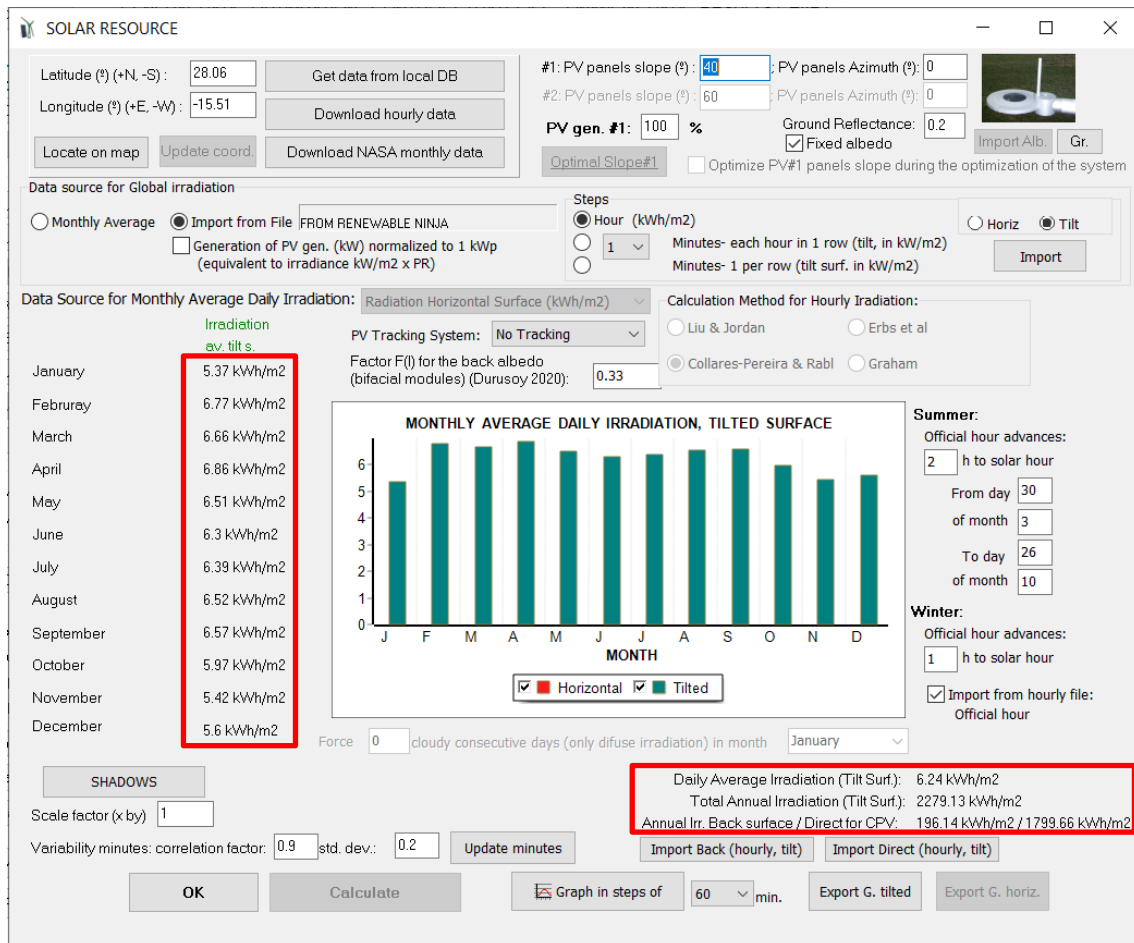 SOLAR RESOURCE
Latitude (º) (+N, -S) : 28.06
Longitude (º) (+E, -W) : -15.51
Get data from local DB
Download hourly data
Locate on map Update coord. Download NASA monthly data
#1: PV panels slope (º) : 40 ; PV panels Azimuth (º): 0
#2: PV panels slope (º) : 60 ; PV panels Azimuth (º): 0
PV gen. #1: 100 % Ground Reflectance: 0.2
Fixed albedo Import Alb. Gr.
Optimal Slope#1 Optimize PV#1 panels slope during the optimization of the system
Data source for Global irradiation
Monthly Average Import from File FROM RENEWABLE NINJA
Generation of PV gen. (kW) normalized to 1 kWp
(equivalent to irradiance kW/m2 x PR)
Steps
Hour (kWh/m2)
1 Minutes- each hour in 1 row (tilt, in kW/m2)
Minutes- 1 per row (tilt surf. in kW/m2)
Horiz Tilt
Import
Data Source for Monthly Average Daily Irradiation: Radiation Horizontal Surface (kWh/m2)
Calculation Method for Hourly Iradiation:
Liu & Jordan Erbs et al
Collares-Pereira & Rabl Graham
PV Tracking System: No Tracking
Factor F(l) for the back albedo
(bifacial modules) (Durusoy 2020): 0.33
Irradiation
av. tilt s.
January 5.37 kWh/m2
Februray 6.77 kWh/m2
March 6.66 kWh/m2
April 6.86 kWh/m2
May 6.51 kWh/m2
June 6.3 kWh/m2
July 6.39 kWh/m2
August 6.52 kWh/m2
September 6.57 kWh/m2
October 5.97 kWh/m2
November 5.42 kWh/m2
December 5.6 kWh/m2
MONTHLY AVERAGE DAILY IRRADIATION, TILTED SURFACE
6
5
4
3
2
1
0
J F M A M J J A S O N D
MONTH
Horizontal Tilted
Summer:
Official hour advances:
2 h to solar hour
From day 30
of month 3
To day 26
of month 10
Winter:
Official hour advances:
1 h to solar hour
Import from hourly file:
Official hour
Force 0 cloudy consecutive days (only difuse irradiation) in month January
SHADOWS
Scale factor (x by) 1
Daily Average Irradiation (Tilt Surf.): 6.24 kWh/m2
Total Annual Irradiation (Tilt Surf.): 2279.13 kWh/m2
Annual Irr. Back surface / Direct for CPV: 196.14 kWh/m2 / 1799.66 kWh/m2
Variability minutes: correlation factor: 0.9 std. dev.: 0.2 Update minutes
Import Back (hourly, tilt) Import Direct (hourly, tilt)
OK Calculate Graph in steps of 60 min. Export G. tilted Export G. horiz.